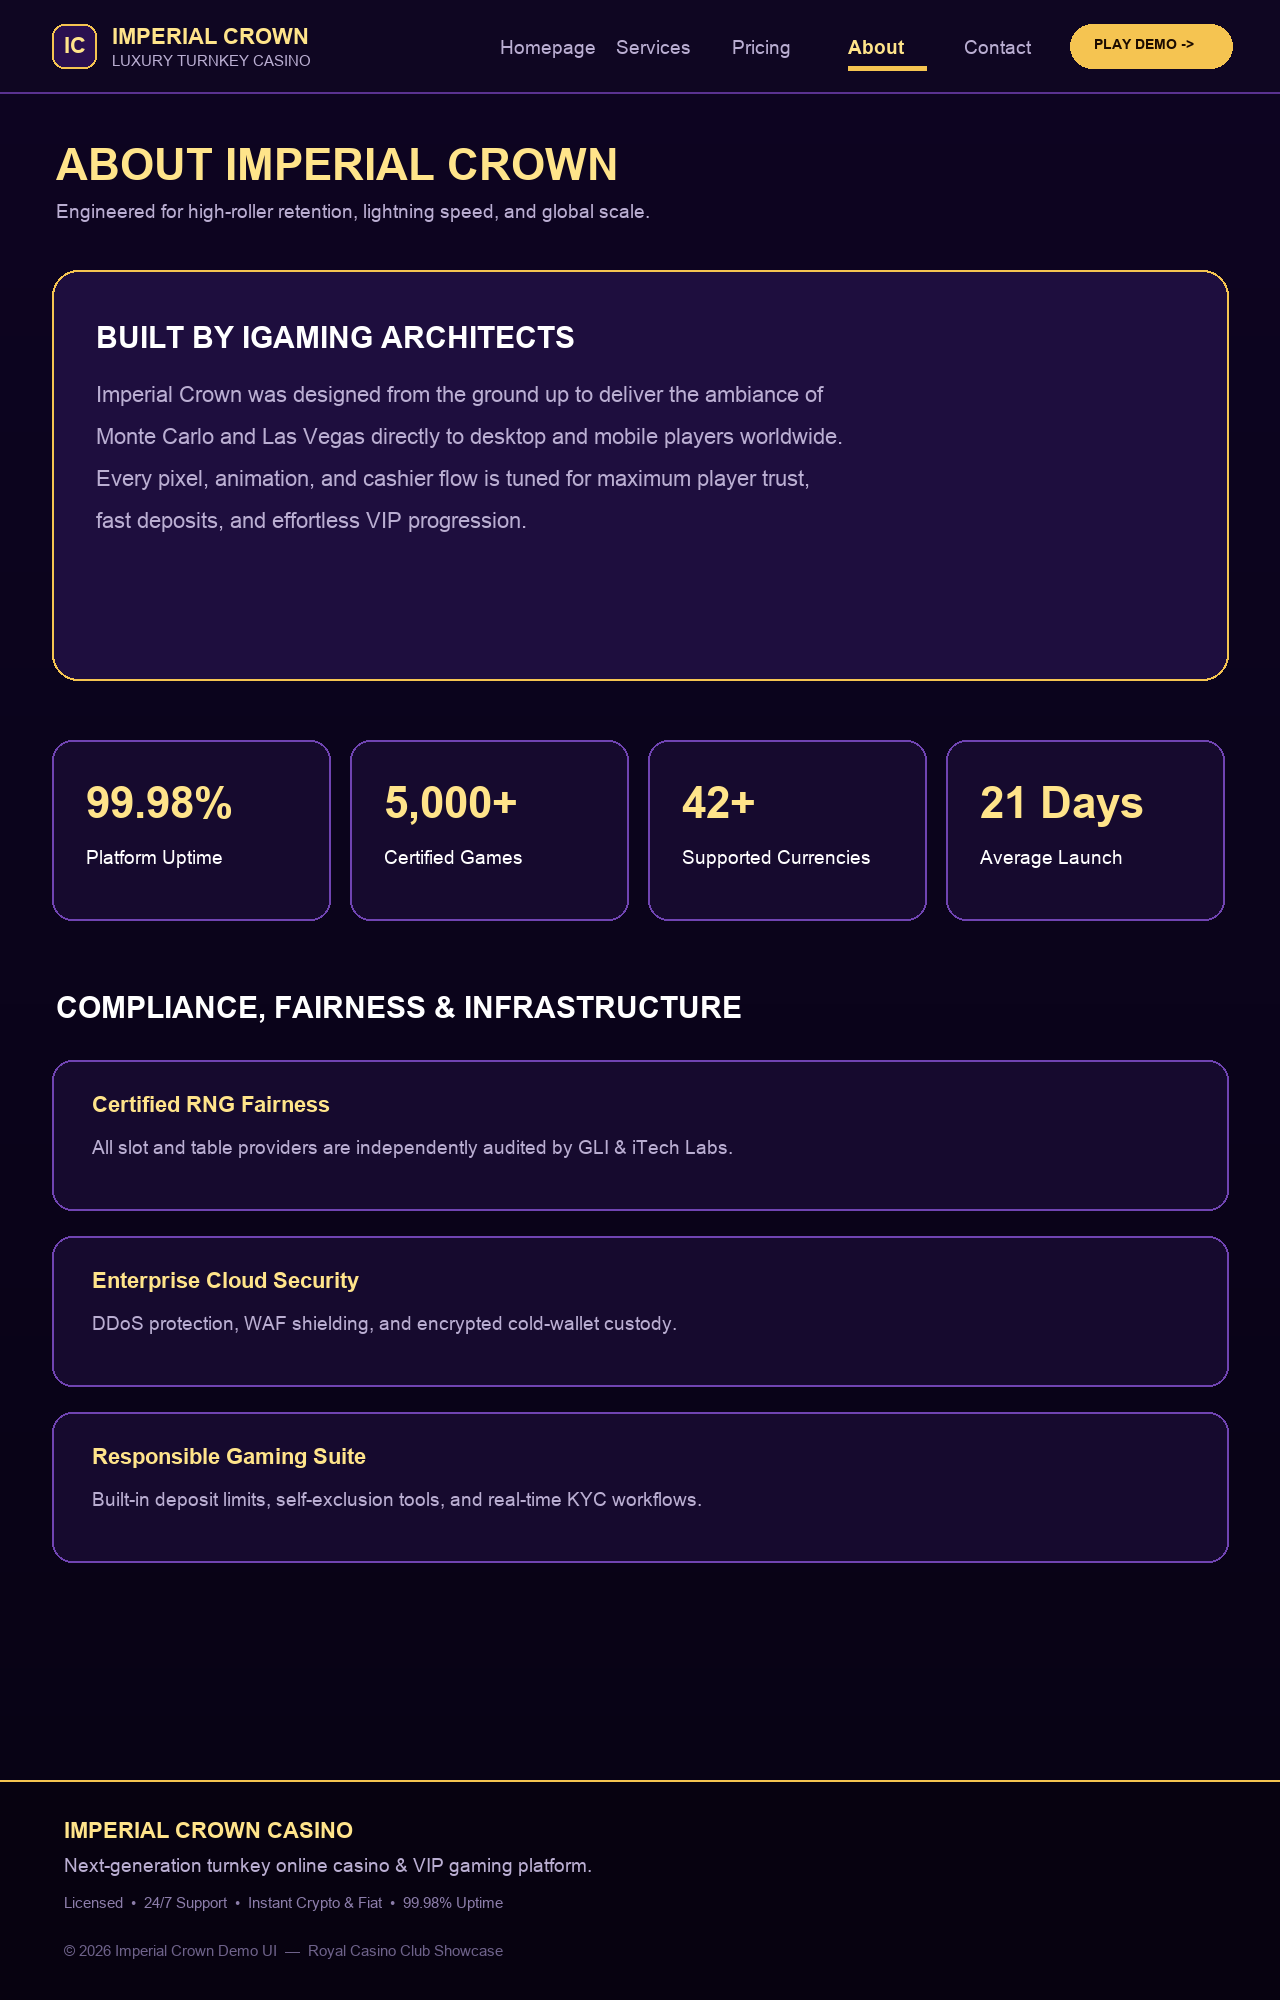 IC
IMPERIAL CROWN
LUXURY TURNKEY CASINO
Homepage Services Pricing About Contact PLAY DEMO ->
ABOUT IMPERIAL CROWN
Engineered for high-roller retention, lightning speed, and global scale.
BUILT BY IGAMING ARCHITECTS
Imperial Crown was designed from the ground up to deliver the ambiance of
Monte Carlo and Las Vegas directly to desktop and mobile players worldwide.
Every pixel, animation, and cashier flow is tuned for maximum player trust,
fast deposits, and effortless VIP progression.
99.98%
Platform Uptime
5,000+
Certified Games
42+
Supported Currencies
21 Days
Average Launch
COMPLIANCE, FAIRNESS & INFRASTRUCTURE
Certified RNG Fairness
All slot and table providers are independently audited by GLI & iTech Labs.
Enterprise Cloud Security
DDoS protection, WAF shielding, and encrypted cold-wallet custody.
Responsible Gaming Suite
Built-in deposit limits, self-exclusion tools, and real-time KYC workflows.
IMPERIAL CROWN CASINO
Next-generation turnkey online casino & VIP gaming platform.
Licensed • 24/7 Support • Instant Crypto & Fiat • 99.98% Uptime
© 2026 Imperial Crown Demo UI — Royal Casino Club Showcase